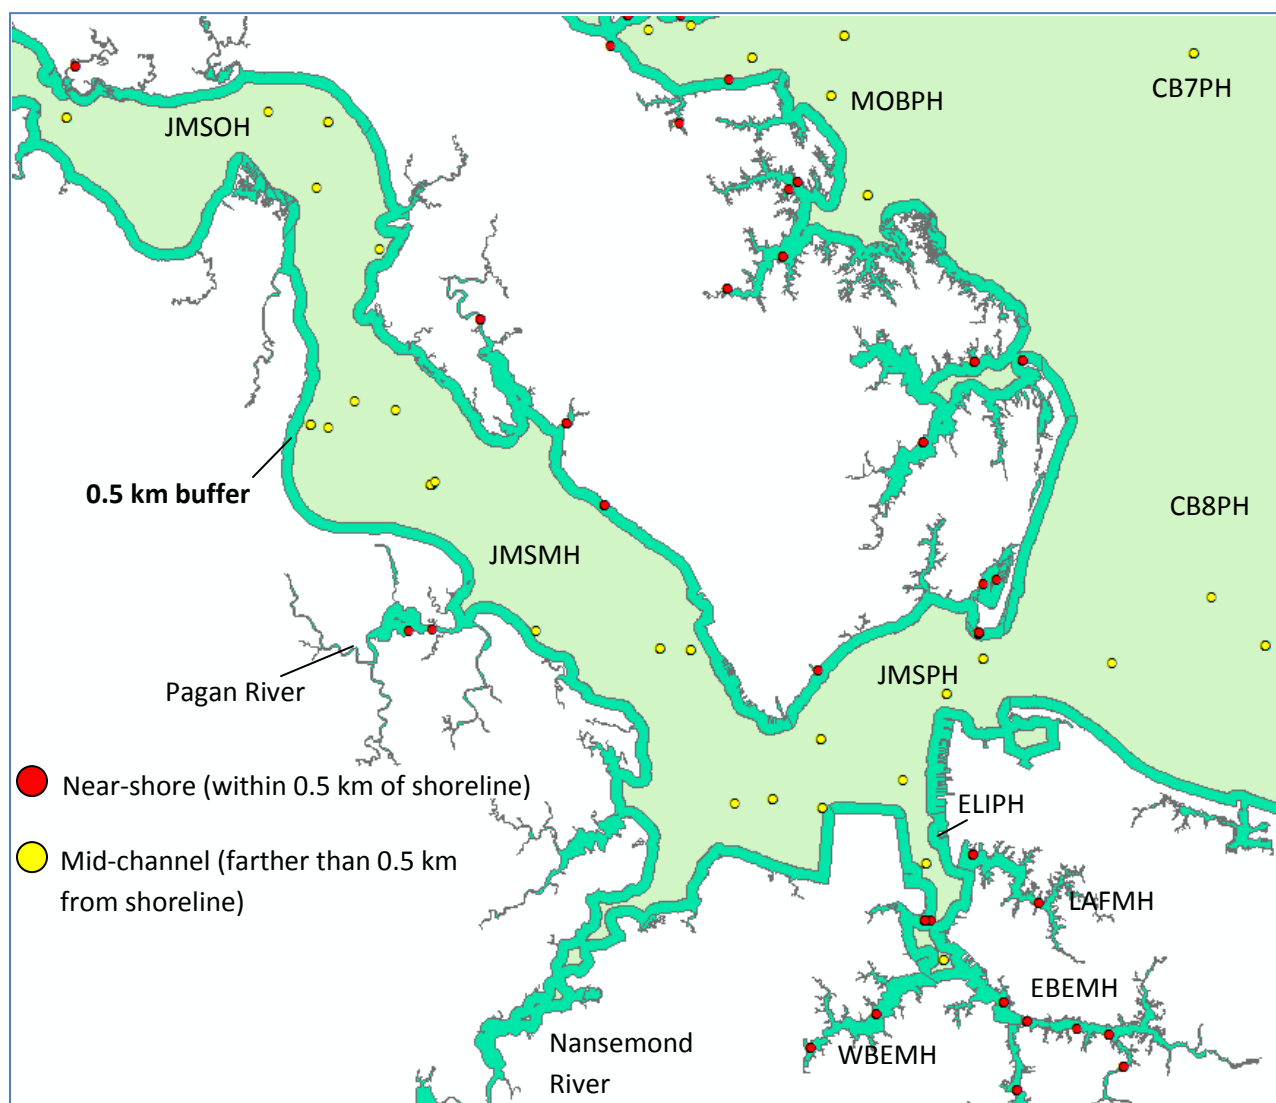 CB7PH
MOBPH
JMSOH
0.5 km buffer
CB8PH
JMSMH
Pagan River
JMSPH
Near-shore (within 0.5 km of shoreline)
ELIPH
Mid-channel (farther than 0.5 km
from shoreline)
LAFMH
EBEMH
Nansemond
River
WBEMH